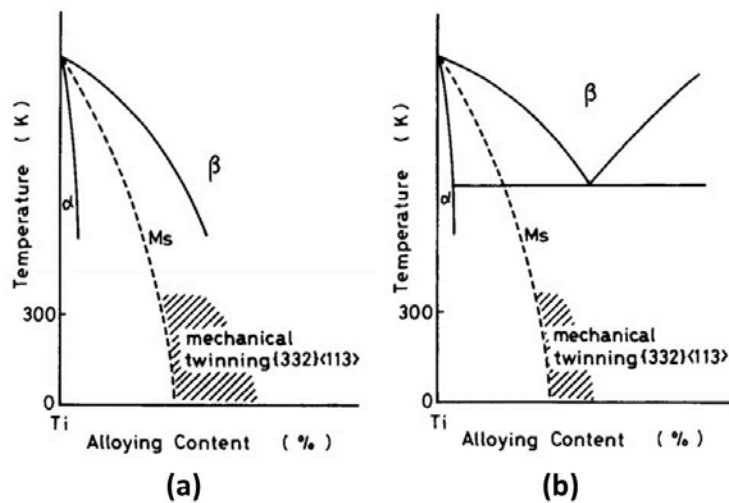 Temperature ( K )
β
α
Ms
300
mechanical
twinning{332}<113>
0
Ti
Alloying Content ( % )
(a)
Temperature ( K )
β
α
Ms
300
mechanical
twinning{332}<113>
0
Ti
Alloying Content ( % )
(b)